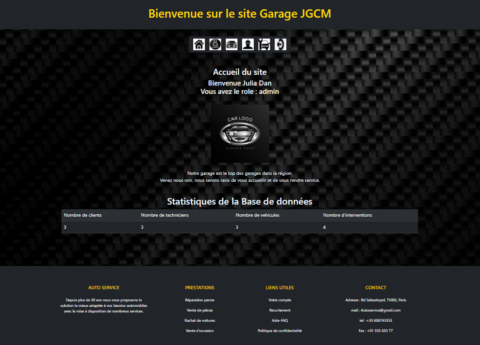 Bienvenue sur le site Garage JGCM
Accueil du site
Bienvenue Julia Dan
Vous avez le role : admin
CAR LOGO
Notre garage est le top des garages dans la région.
Venez nous voir, nous serons ravis de vous accueillir et de vous rendre service.
Statistiques de la Base de données
Nombre de clients Nombre de techniciens Nombre de vehicules Nombre d'interventions
3 3 3 4
AUTO SERVICE PRESTATIONS LIENS UTILES CONTACT
Depuis plus de 30 ans nous vous proposons la
solution la mieux adaptée à vos besoins automobiles
avec la mise à disposition de nombreux services.
Réparation panne
Vente de pièces
Rachat de voitures
Vente d'occasion
Votre compte
Recrutement
Aide-FAQ
Politique de confidentialité
Adresse : Bd Sébastopol, 75002, Paris
mail : Autoservice@gmail.com
tel : +33
Fax : +01 335 633 77